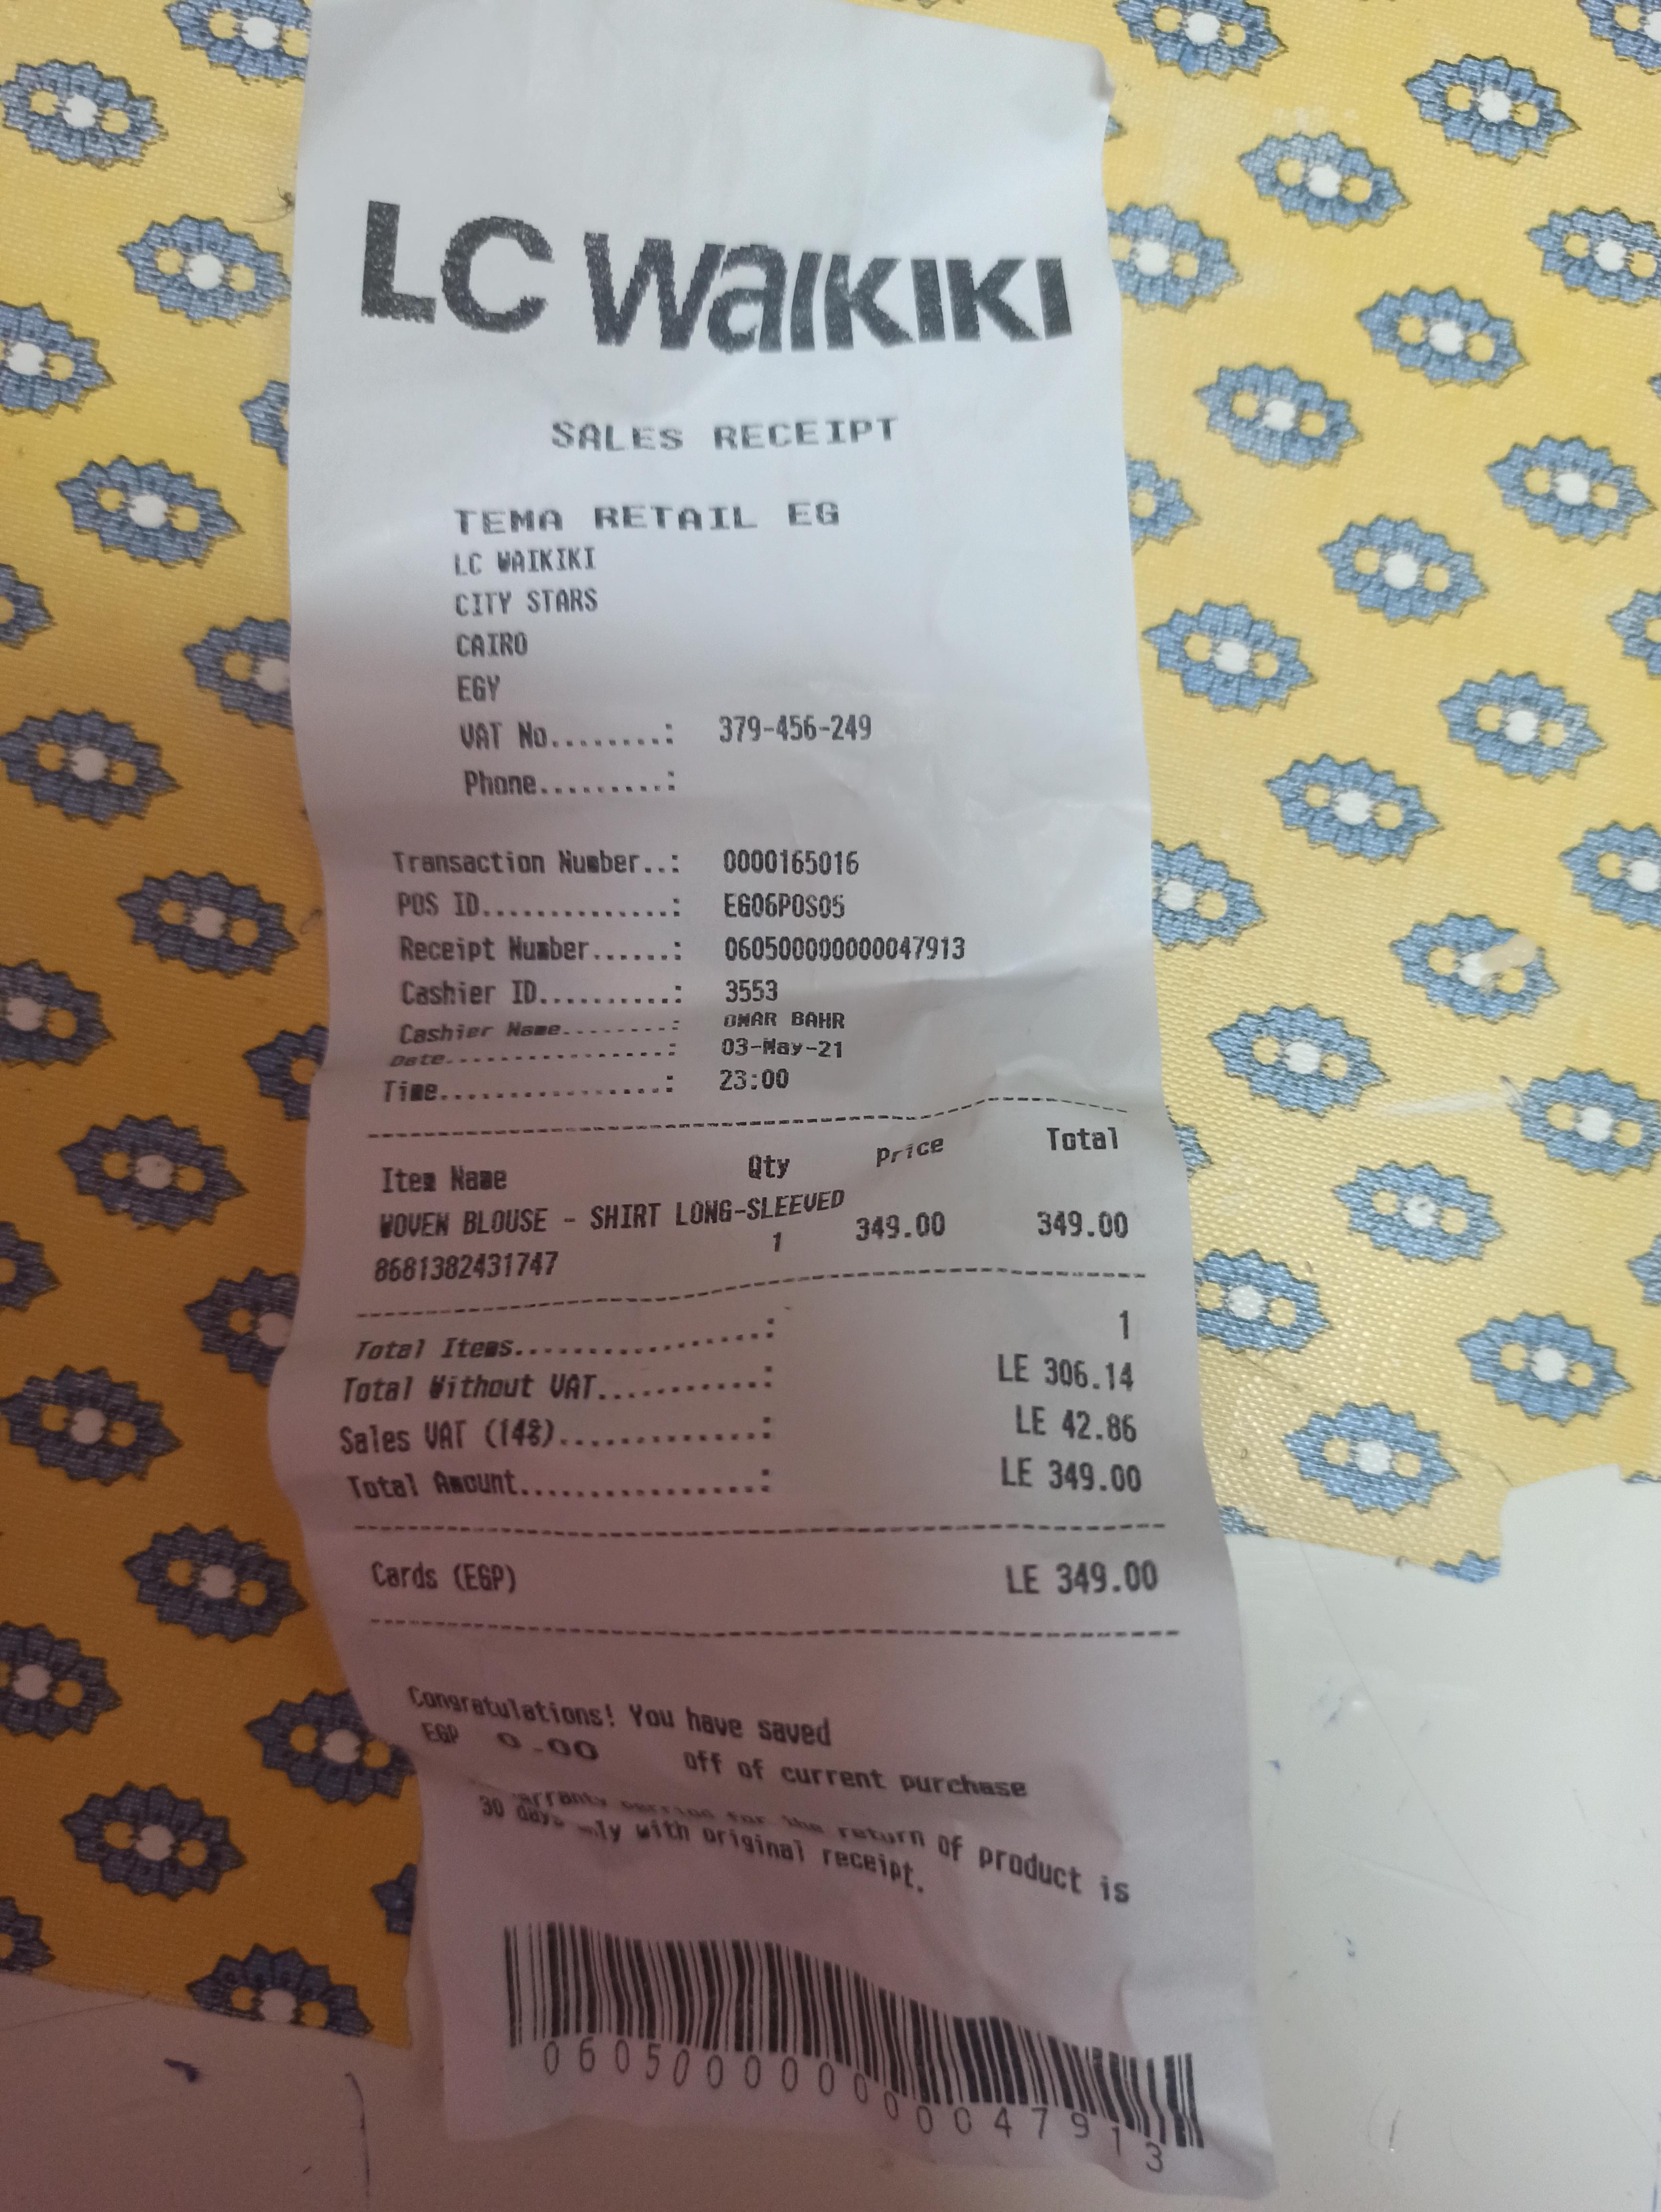 LC WAIKIKI
SALES RECEIPT
TEMA RETAIL EG
LC WAIKIKI
CITY STARS
CAIRO
EGY
VAT No........: 379-456-249
Phone.........:
Transaction Number..: 0000165016
POS ID..............: EG06POS05
Receipt Number......: 060500000000047913
Cashier ID..........: 3553
Cashier Name........: OMAR BAHR
Date................: 03-May-21
Time................: 23:00
Item Name Qty Price Total
WOVEN BLOUSE - SHIRT LONG-SLEEVED
8681382431747 1 349.00 349.00
Total Items.................: 1
Total Without VAT...........: LE 306.14
Sales VAT (14%).............: LE 42.86
Total Amount................: LE 349.00
Cards (EGP) LE 349.00
Congratulations! You have saved
EGP 0.00 off of current purchase
for the return of product is
30 days only with original receipt.
060500000000047913